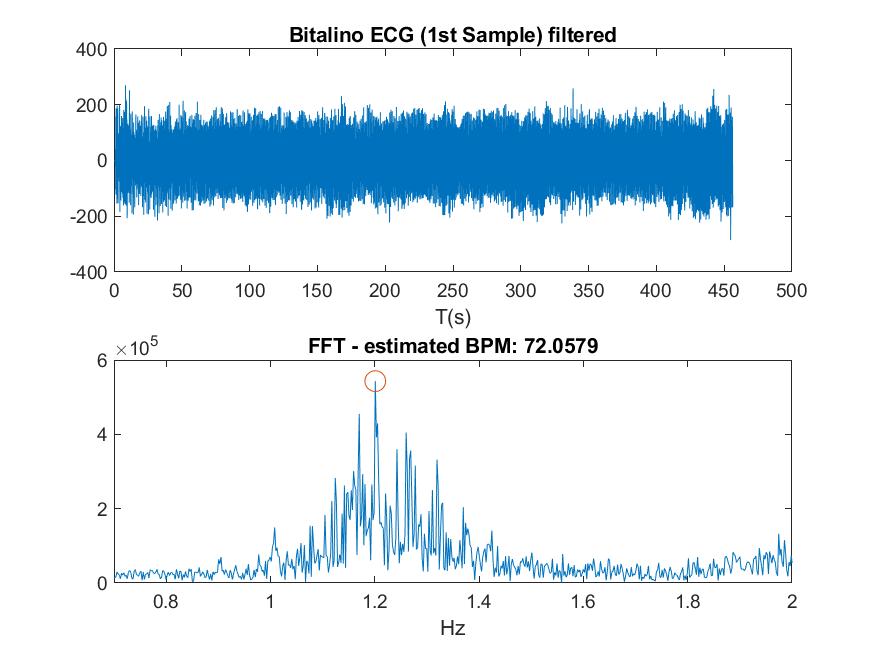 Bitalino ECG (1st Sample) filtered
400
200
0
-200
-400
0 50 100 150 200 250 300 350 400 450 500
T(s)
FFT - estimated BPM: 72.0579
×10⁵
6
4
2
0
0.8 1 1.2 1.4 1.6 1.8 2
Hz